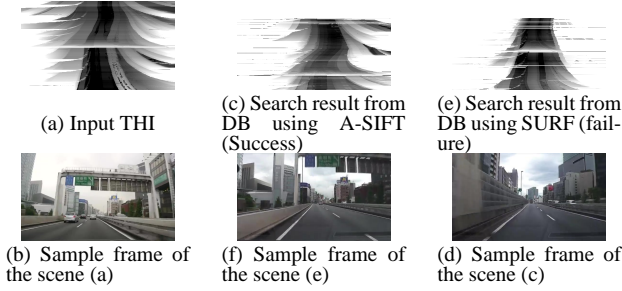 (a) Input THI
(c) Search result from
DB using A-SIFT
(Success)
(e) Search result from
DB using SURF (fail-
ure)
(b) Sample frame of
the scene (a)
(f) Sample frame of
the scene (e)
(d) Sample frame of
the scene (c)